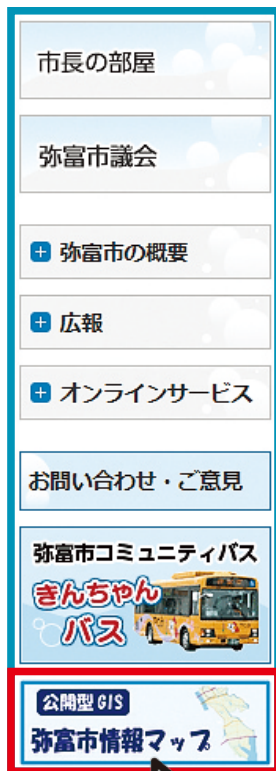 市長の部屋
弥富市議会
弥富市の概要
広報
オンラインサービス
お問い合わせ・ご意見
弥富市コミュニティバス
きんちゃん
バス
公開型GIS
弥富市情報マップ